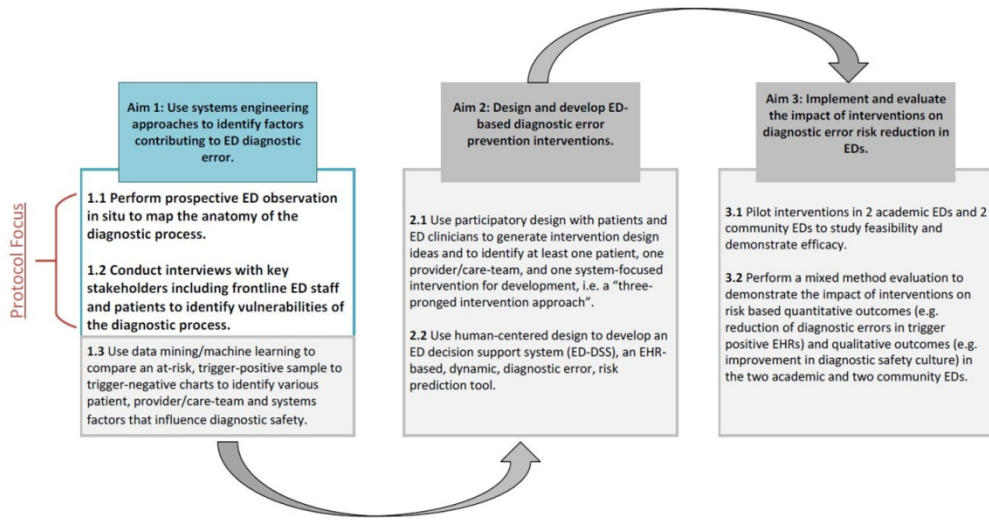 Protocol Focus
Aim 1: Use systems engineering
approaches to identify factors
contributing to ED diagnostic
error.
1.1 Perform prospective ED observation
in situ to map the anatomy of the
diagnostic process.
1.2 Conduct interviews with key
stakeholders including frontline ED staff
and patients to identify vulnerabilities
of the diagnostic process.
1.3 Use data mining/machine learning to
compare an at-risk, trigger-positive sample to
trigger-negative charts to identify various
patient, provider/care-team and systems
factors that influence diagnostic safety.
Aim 2: Design and develop ED-
based diagnostic error
prevention interventions.
2.1 Use participatory design with patients and
ED clinicians to generate intervention design
ideas and to identify at least one patient, one
provider/care-team, and one system-focused
intervention for development, i.e. a “three-
pronged intervention approach”.
2.2 Use human-centered design to develop an
ED decision support system (ED-DSS), an EHR-
based, dynamic, diagnostic error, risk
prediction tool.
Aim 3: Implement and evaluate
the impact of interventions on
diagnostic error risk reduction in
EDs.
3.1 Pilot interventions in 2 academic EDs and 2
community EDs to study feasibility and
demonstrate efficacy.
3.2 Perform a mixed method evaluation to
demonstrate the impact of interventions on
risk based quantitative outcomes (e.g.
reduction of diagnostic errors in trigger
positive EHRs) and qualitative outcomes (e.g.
improvement in diagnostic safety culture) in
the two academic and two community EDs.